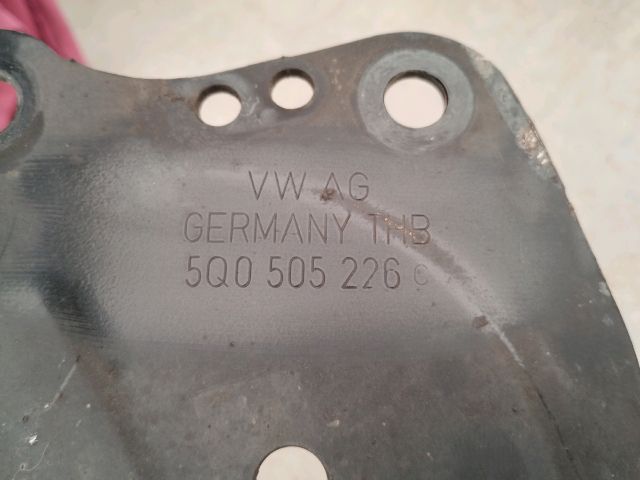 VW AG
GERMANY THB
5Q0 505 226 C